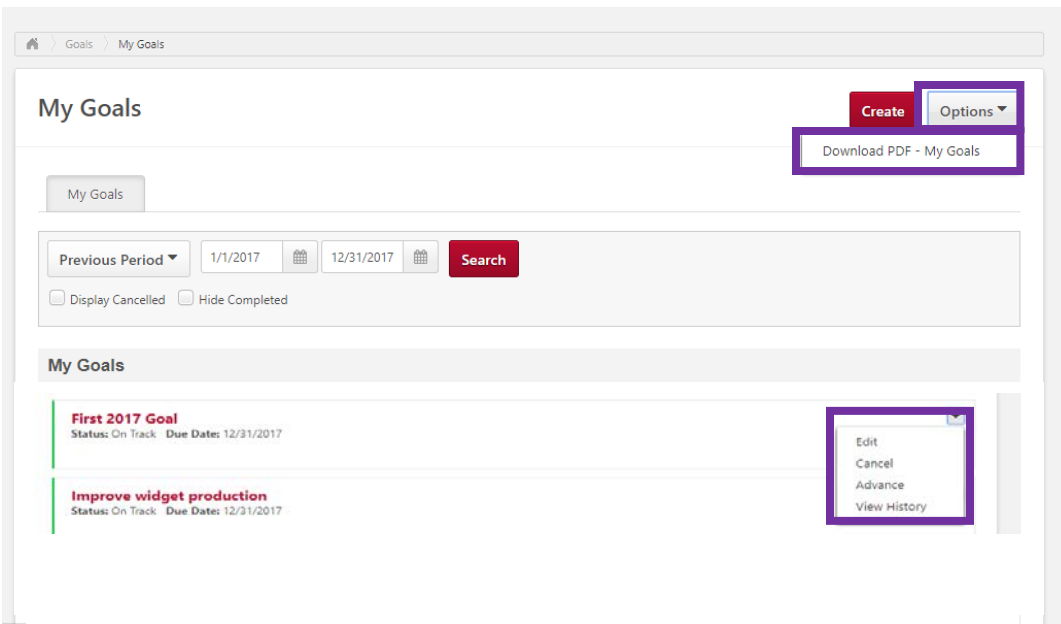 Goals My Goals
My Goals
Create Options
Download PDF - My Goals
My Goals
Previous Period 1/1/2017 12/31/2017 Search
Display Cancelled Hide Completed
My Goals
First 2017 Goal
Status: On Track Due Date: 12/31/2017
Edit
Cancel
Advance
View History
Improve widget production
Status: On Track Due Date: 12/31/2017